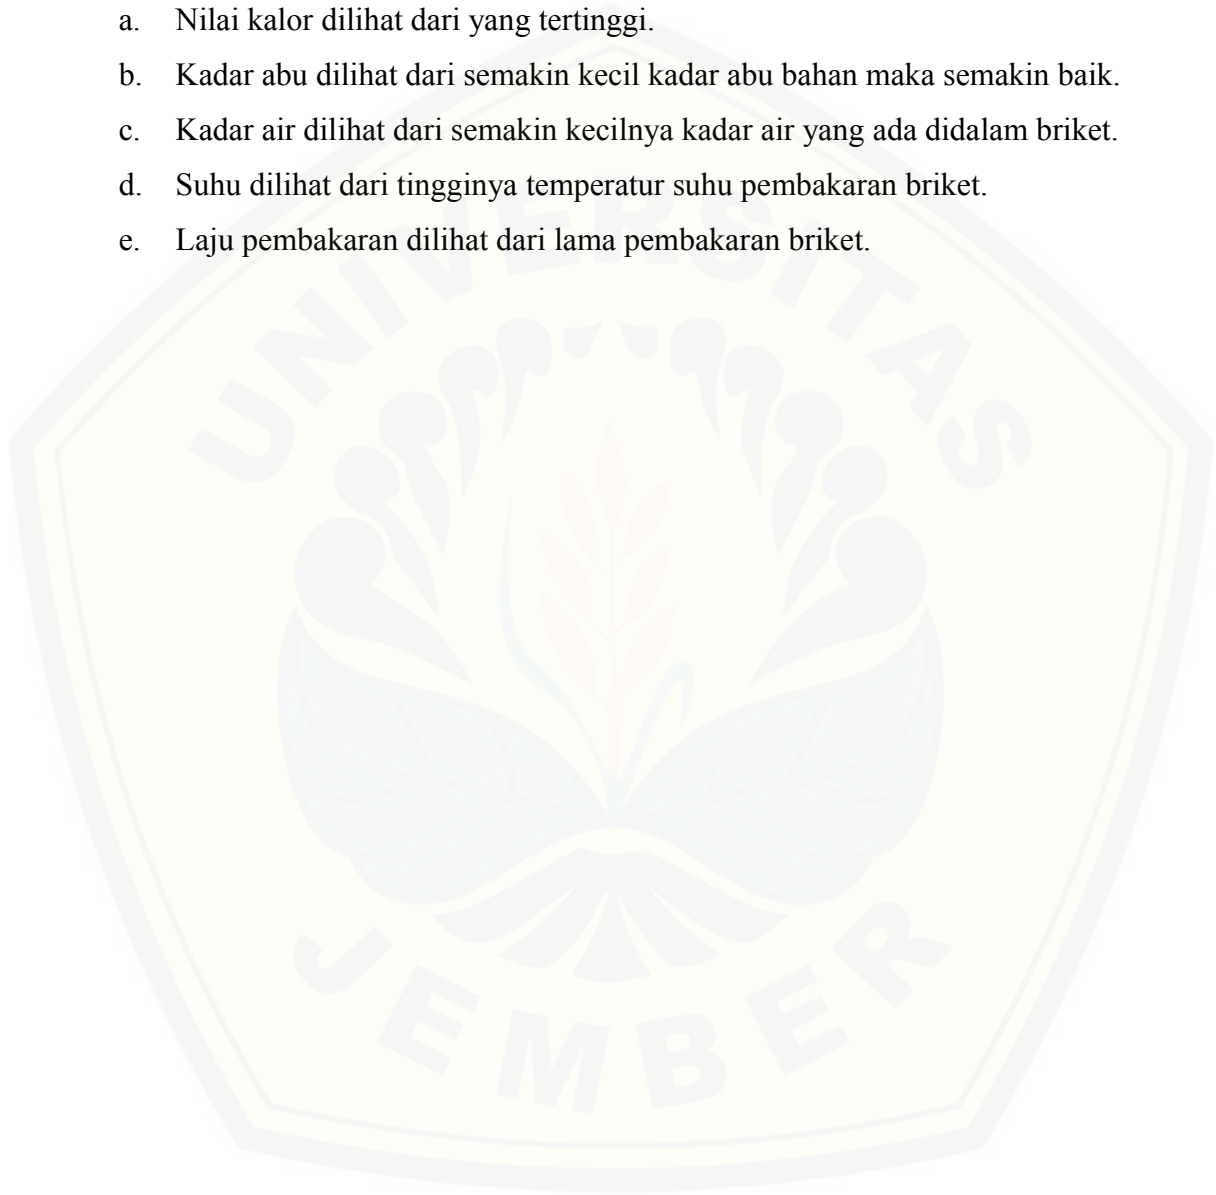 a. Nilai kalor dilihat dari yang tertinggi.
b. Kadar abu dilihat dari semakin kecil kadar abu bahan maka semakin baik.
c. Kadar air dilihat dari semakin kecilnya kadar air yang ada didalam briket.
d. Suhu dilihat dari tingginya temperatur suhu pembakaran briket.
e. Laju pembakaran dilihat dari lama pembakaran briket.
UNIVERSITAS
JEMBER